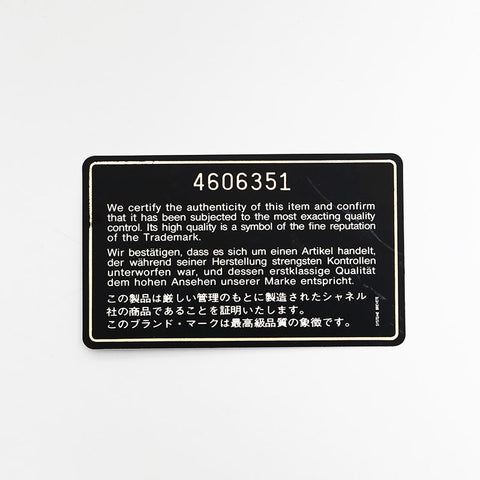 4606351
We certify the authenticity of this item and confirm
that it has been subjected to the most exacting quality
control. Its high quality is a symbol of the fine reputation
of the Trademark.
Wir bestätigen, dass es sich um einen Artikel handelt,
der während seiner Herstellung strengsten Kontrollen
unterworfen war, und dessen erstklassige Qualität
dem hohen Ansehen unserer Marke entspricht.
この製品は厳しい管理のもとに製造されたシャネル
社の商品であることを証明いたします。
このブランド・マークは最高級品質の象徴です。